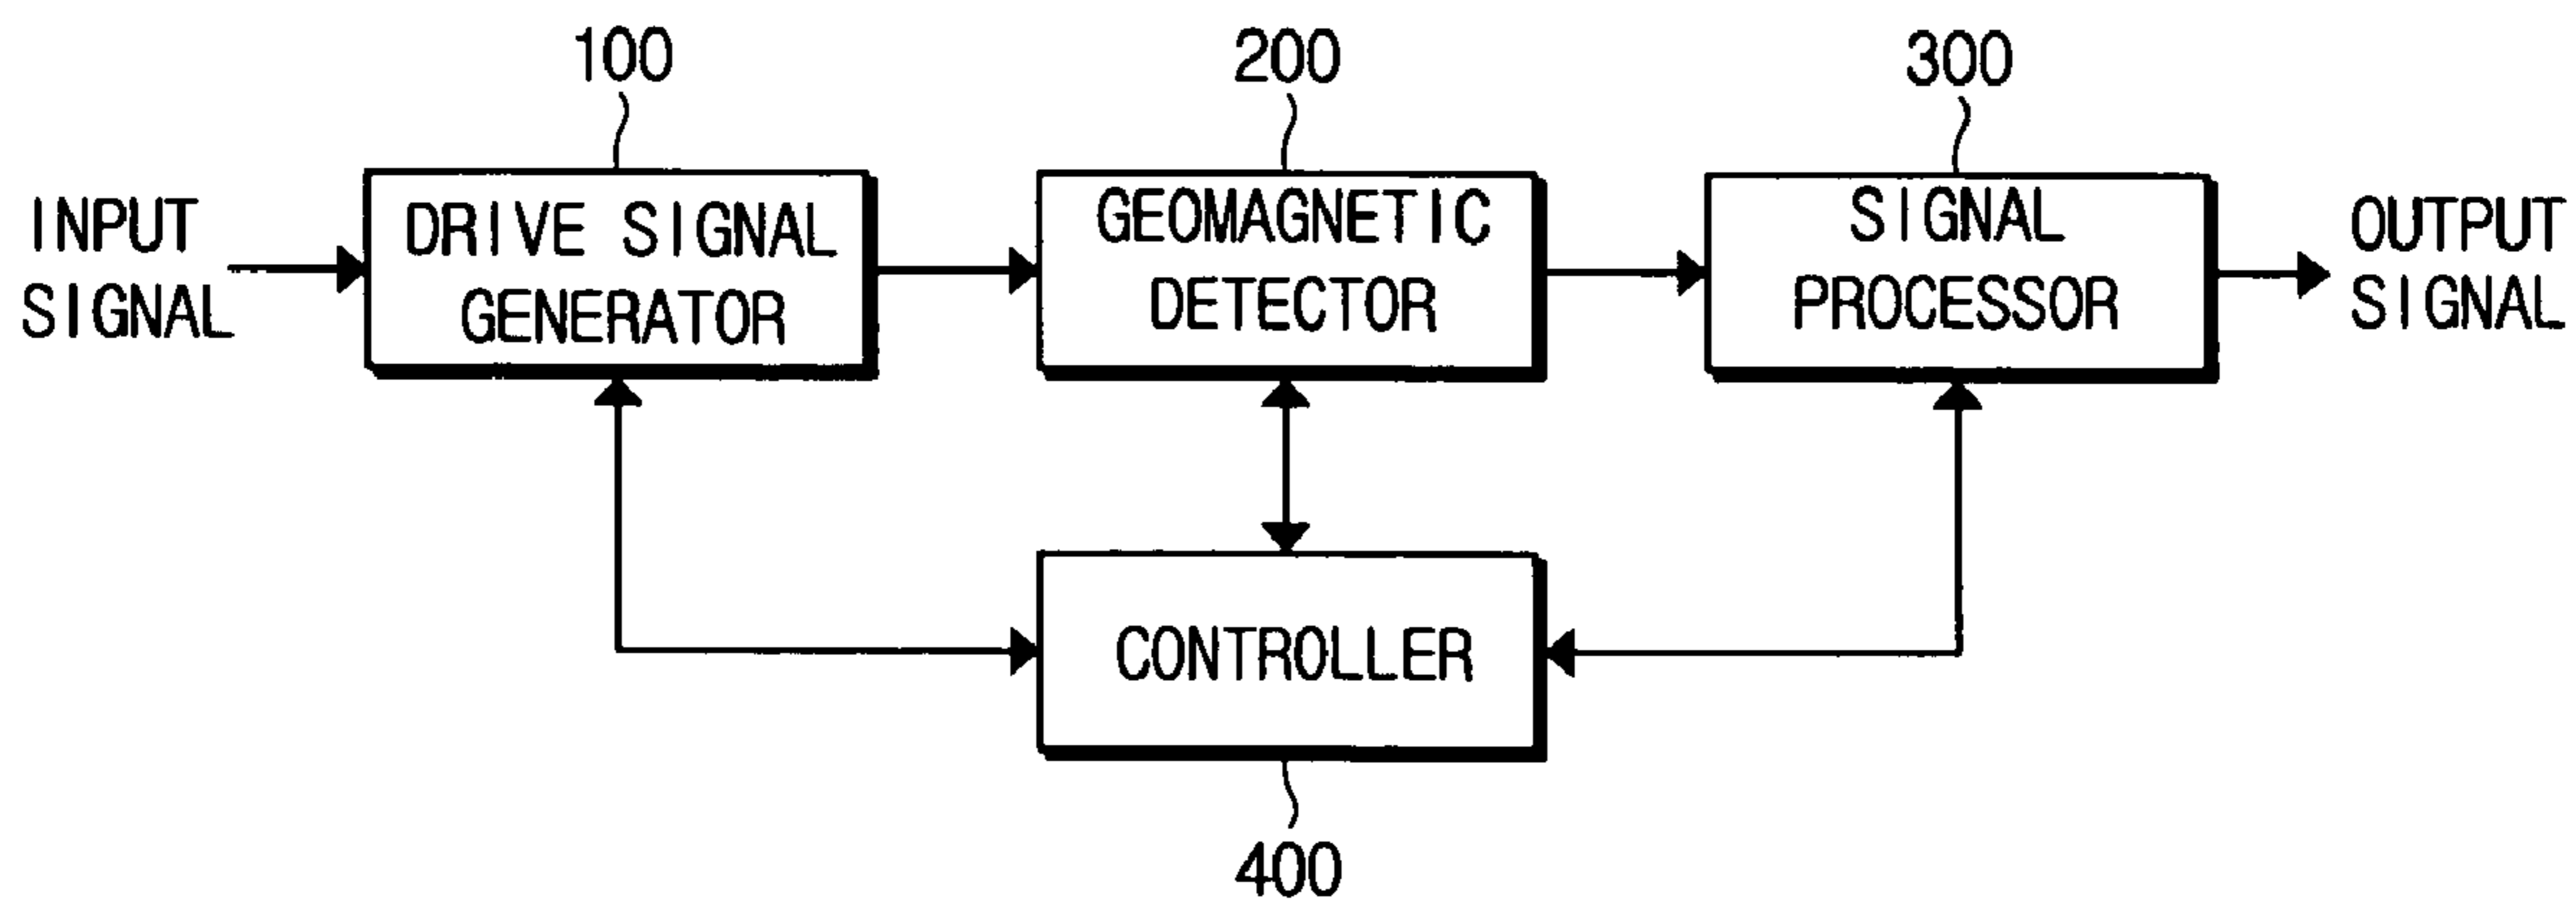 100
200
300
INPUT
SIGNAL
DRIVE SIGNAL
GENERATOR
GEOMAGNETIC
DETECTOR
SIGNAL
PROCESSOR
OUTPUT
SIGNAL
CONTROLLER
400